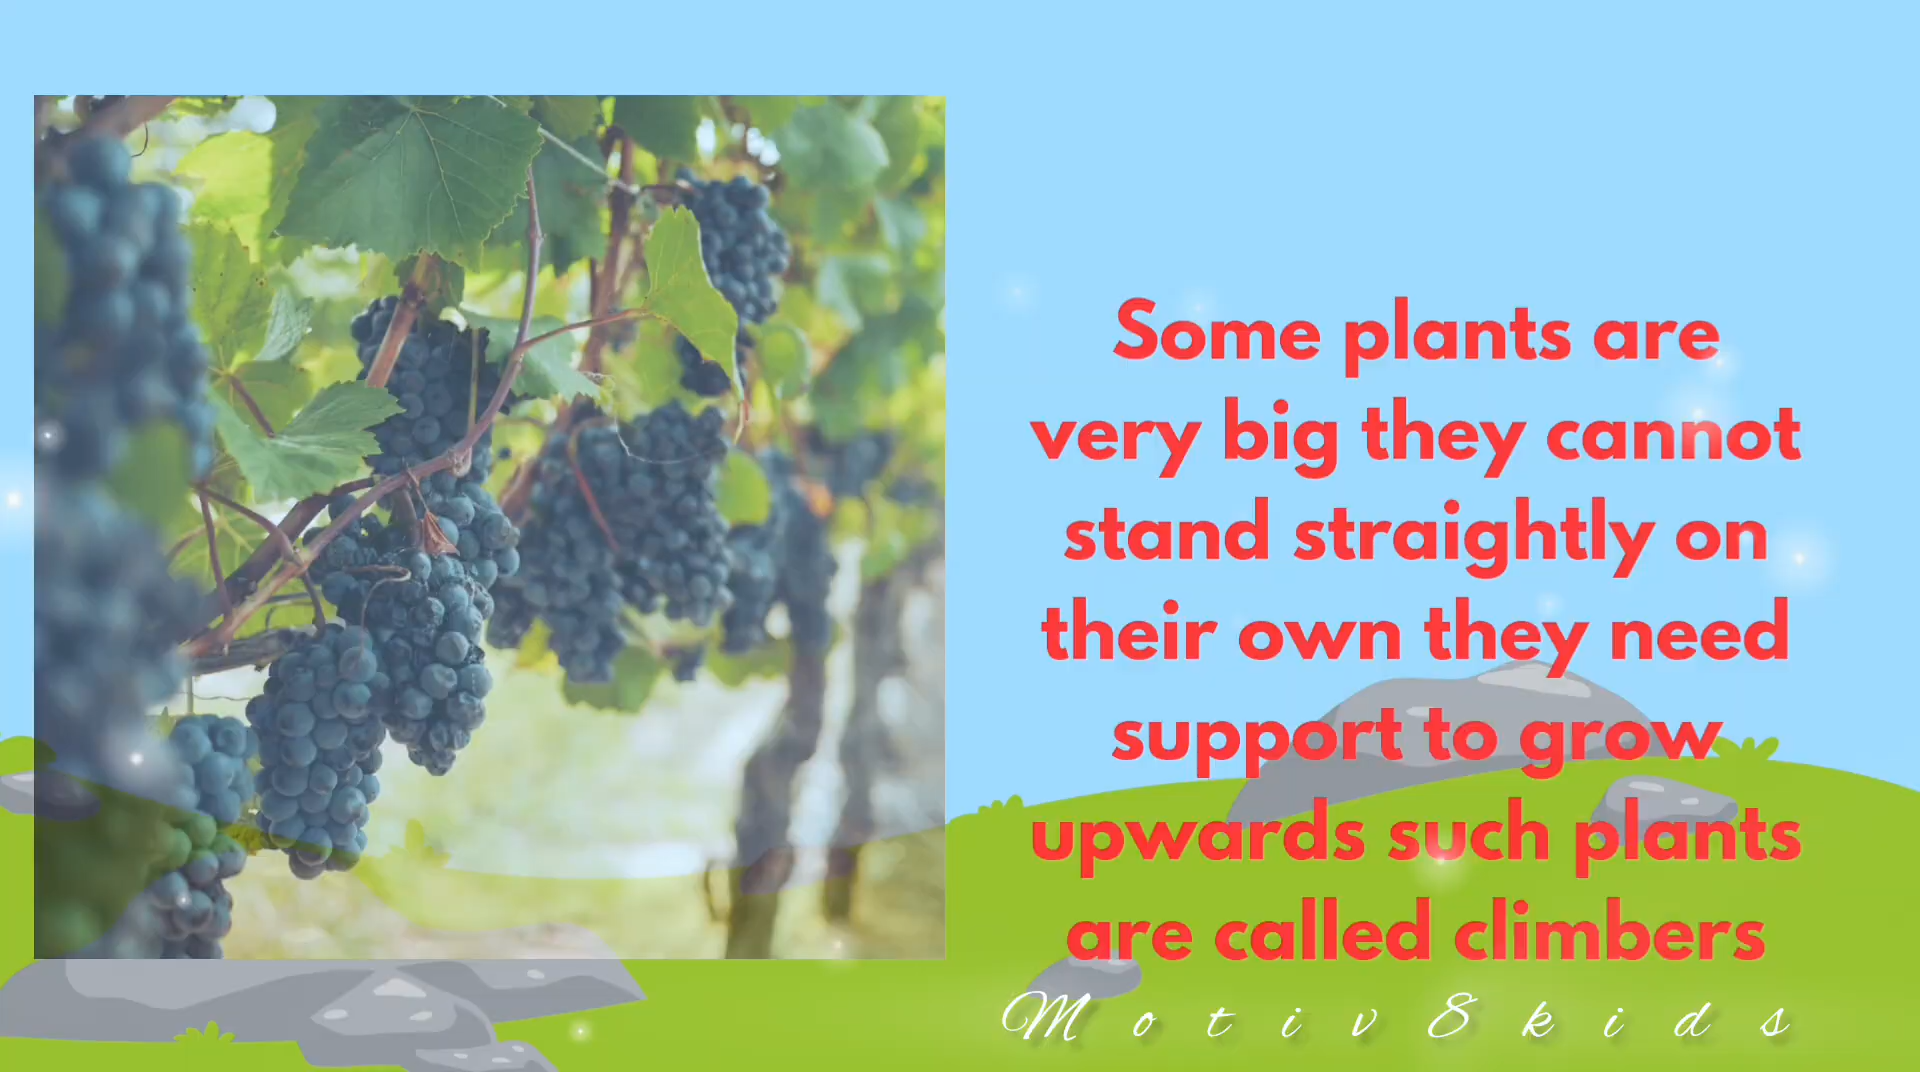 Some plants are
very big they cannot
stand straightly on
their own they need
support to grow
upwards such plants
are called climbers
Motiv8kids